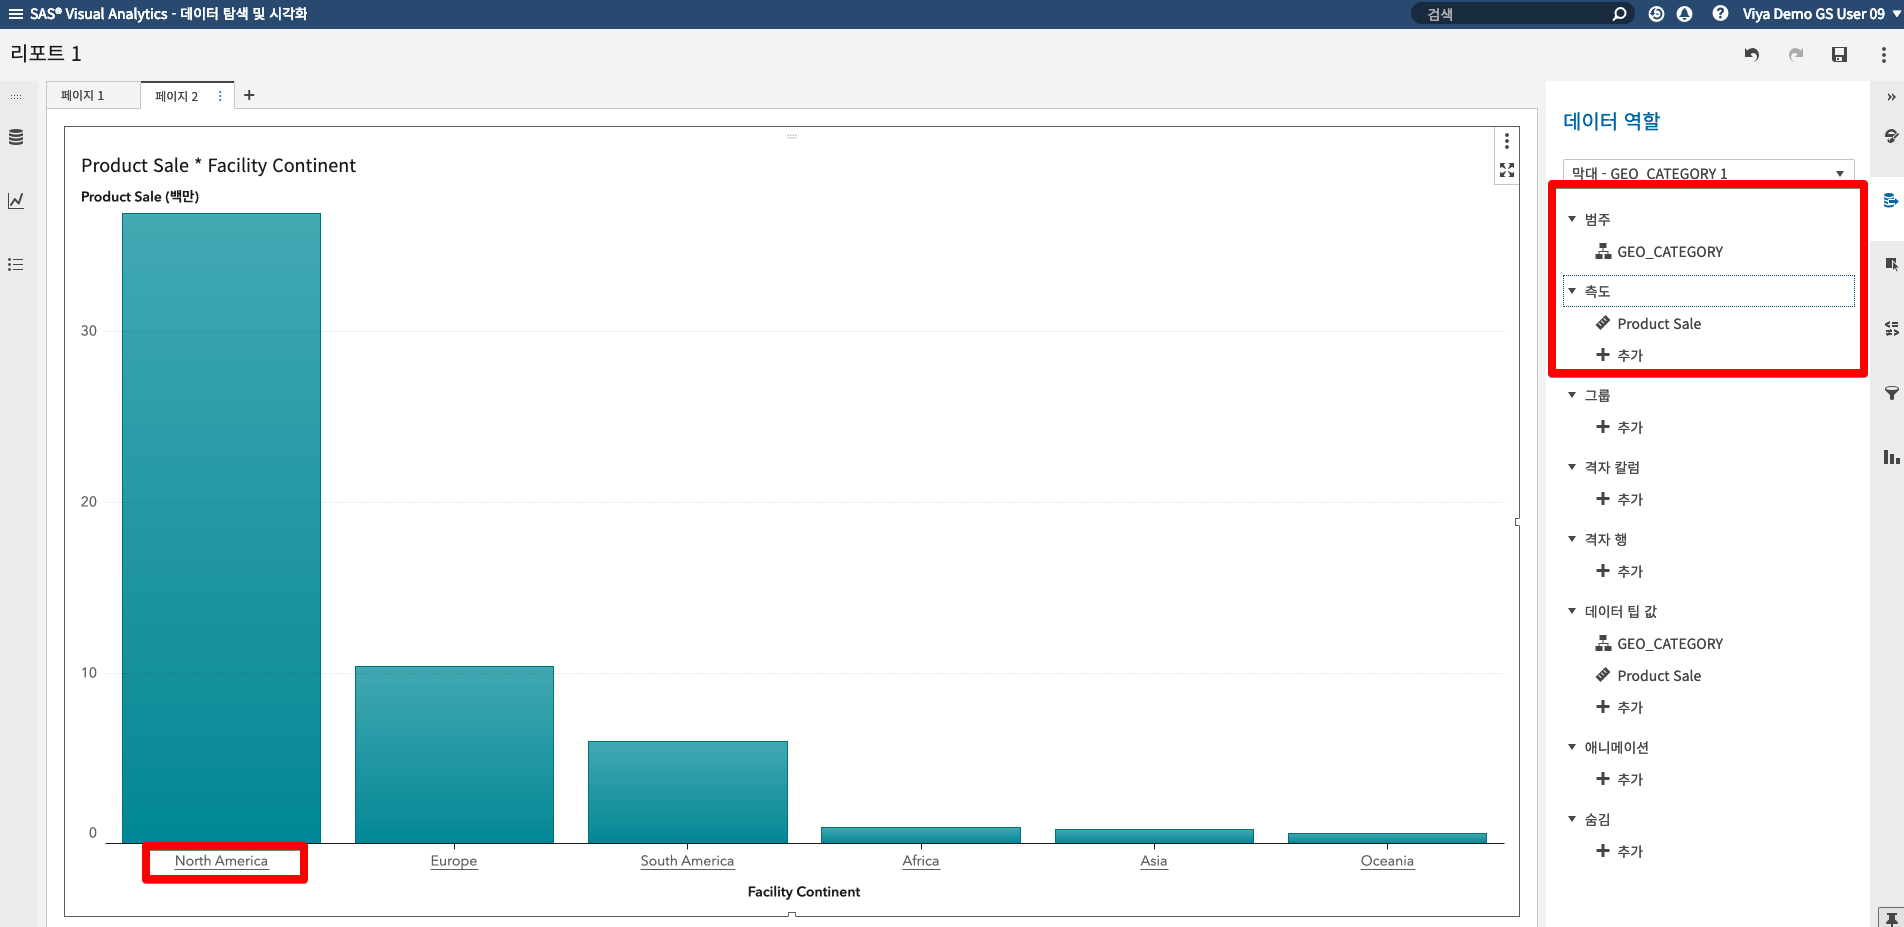 SAS® Visual Analytics - 데이터 탐색 및 시각화
검색
Viya Demo GS User 09
리포트 1
페이지 1
페이지 2
Product Sale * Facility Continent
Product Sale (백만)
30
20
10
0
North America
Europe
South America
Africa
Asia
Oceania
Facility Continent
데이터 역할
막대 - GEO_CATEGORY 1
범주
GEO_CATEGORY
측도
Product Sale
추가
그룹
추가
격자 칼럼
추가
격자 행
추가
데이터 팁 값
GEO_CATEGORY
Product Sale
추가
애니메이션
추가
숨김
추가